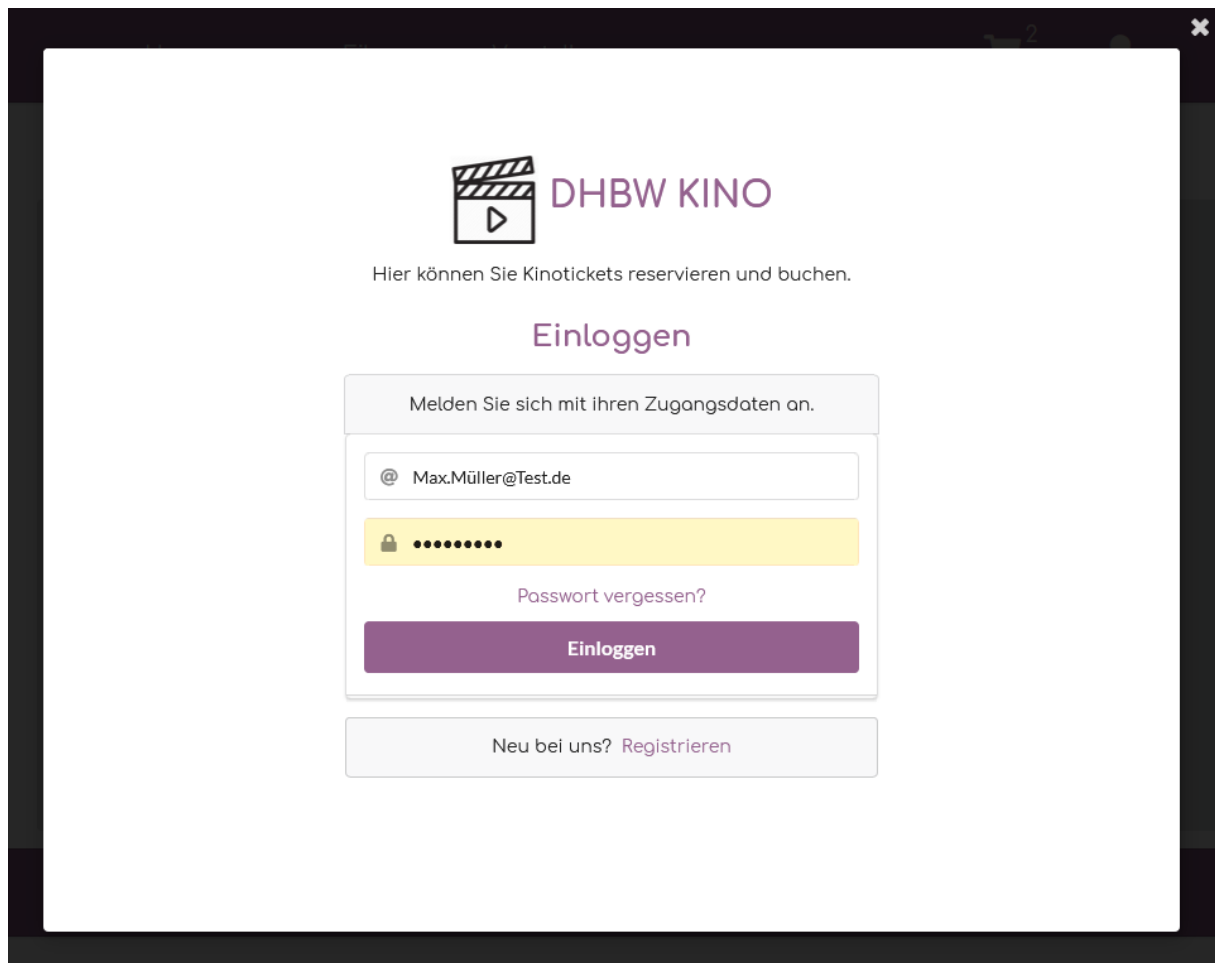 2
DHBW KINO
Hier können Sie Kinotickets reservieren und buchen.
Einloggen
Melden Sie sich mit ihren Zugangsdaten an.
@ Max.Müller@Test.de
•••••••••
Passwort vergessen?
Einloggen
Neu bei uns? Registrieren